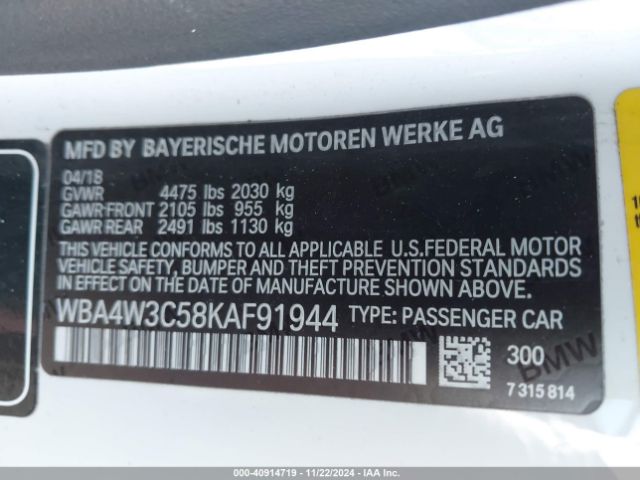 MFD BY BAYERISCHE MOTOREN WERKE AG
04/18
GVWR 4475 lbs 2030 kg
GAWR-FRONT 2105 lbs 955 kg
GAWR REAR 2491 lbs 1130 kg
THIS VEHICLE CONFORMS TO ALL APPLICABLE U.S.FEDERAL MOTOR
VEHICLE SAFETY, BUMPER AND THEFT PREVENTION STANDARDS
IN EFFECT ON THE DATE OF MANUFACTURE SHOWN ABOVE.
WBA4W3C58KAF91944 TYPE: PASSENGER CAR
300
BMW
7 315 814
© - 40914719 - 11/22/2024 - IAA Inc.